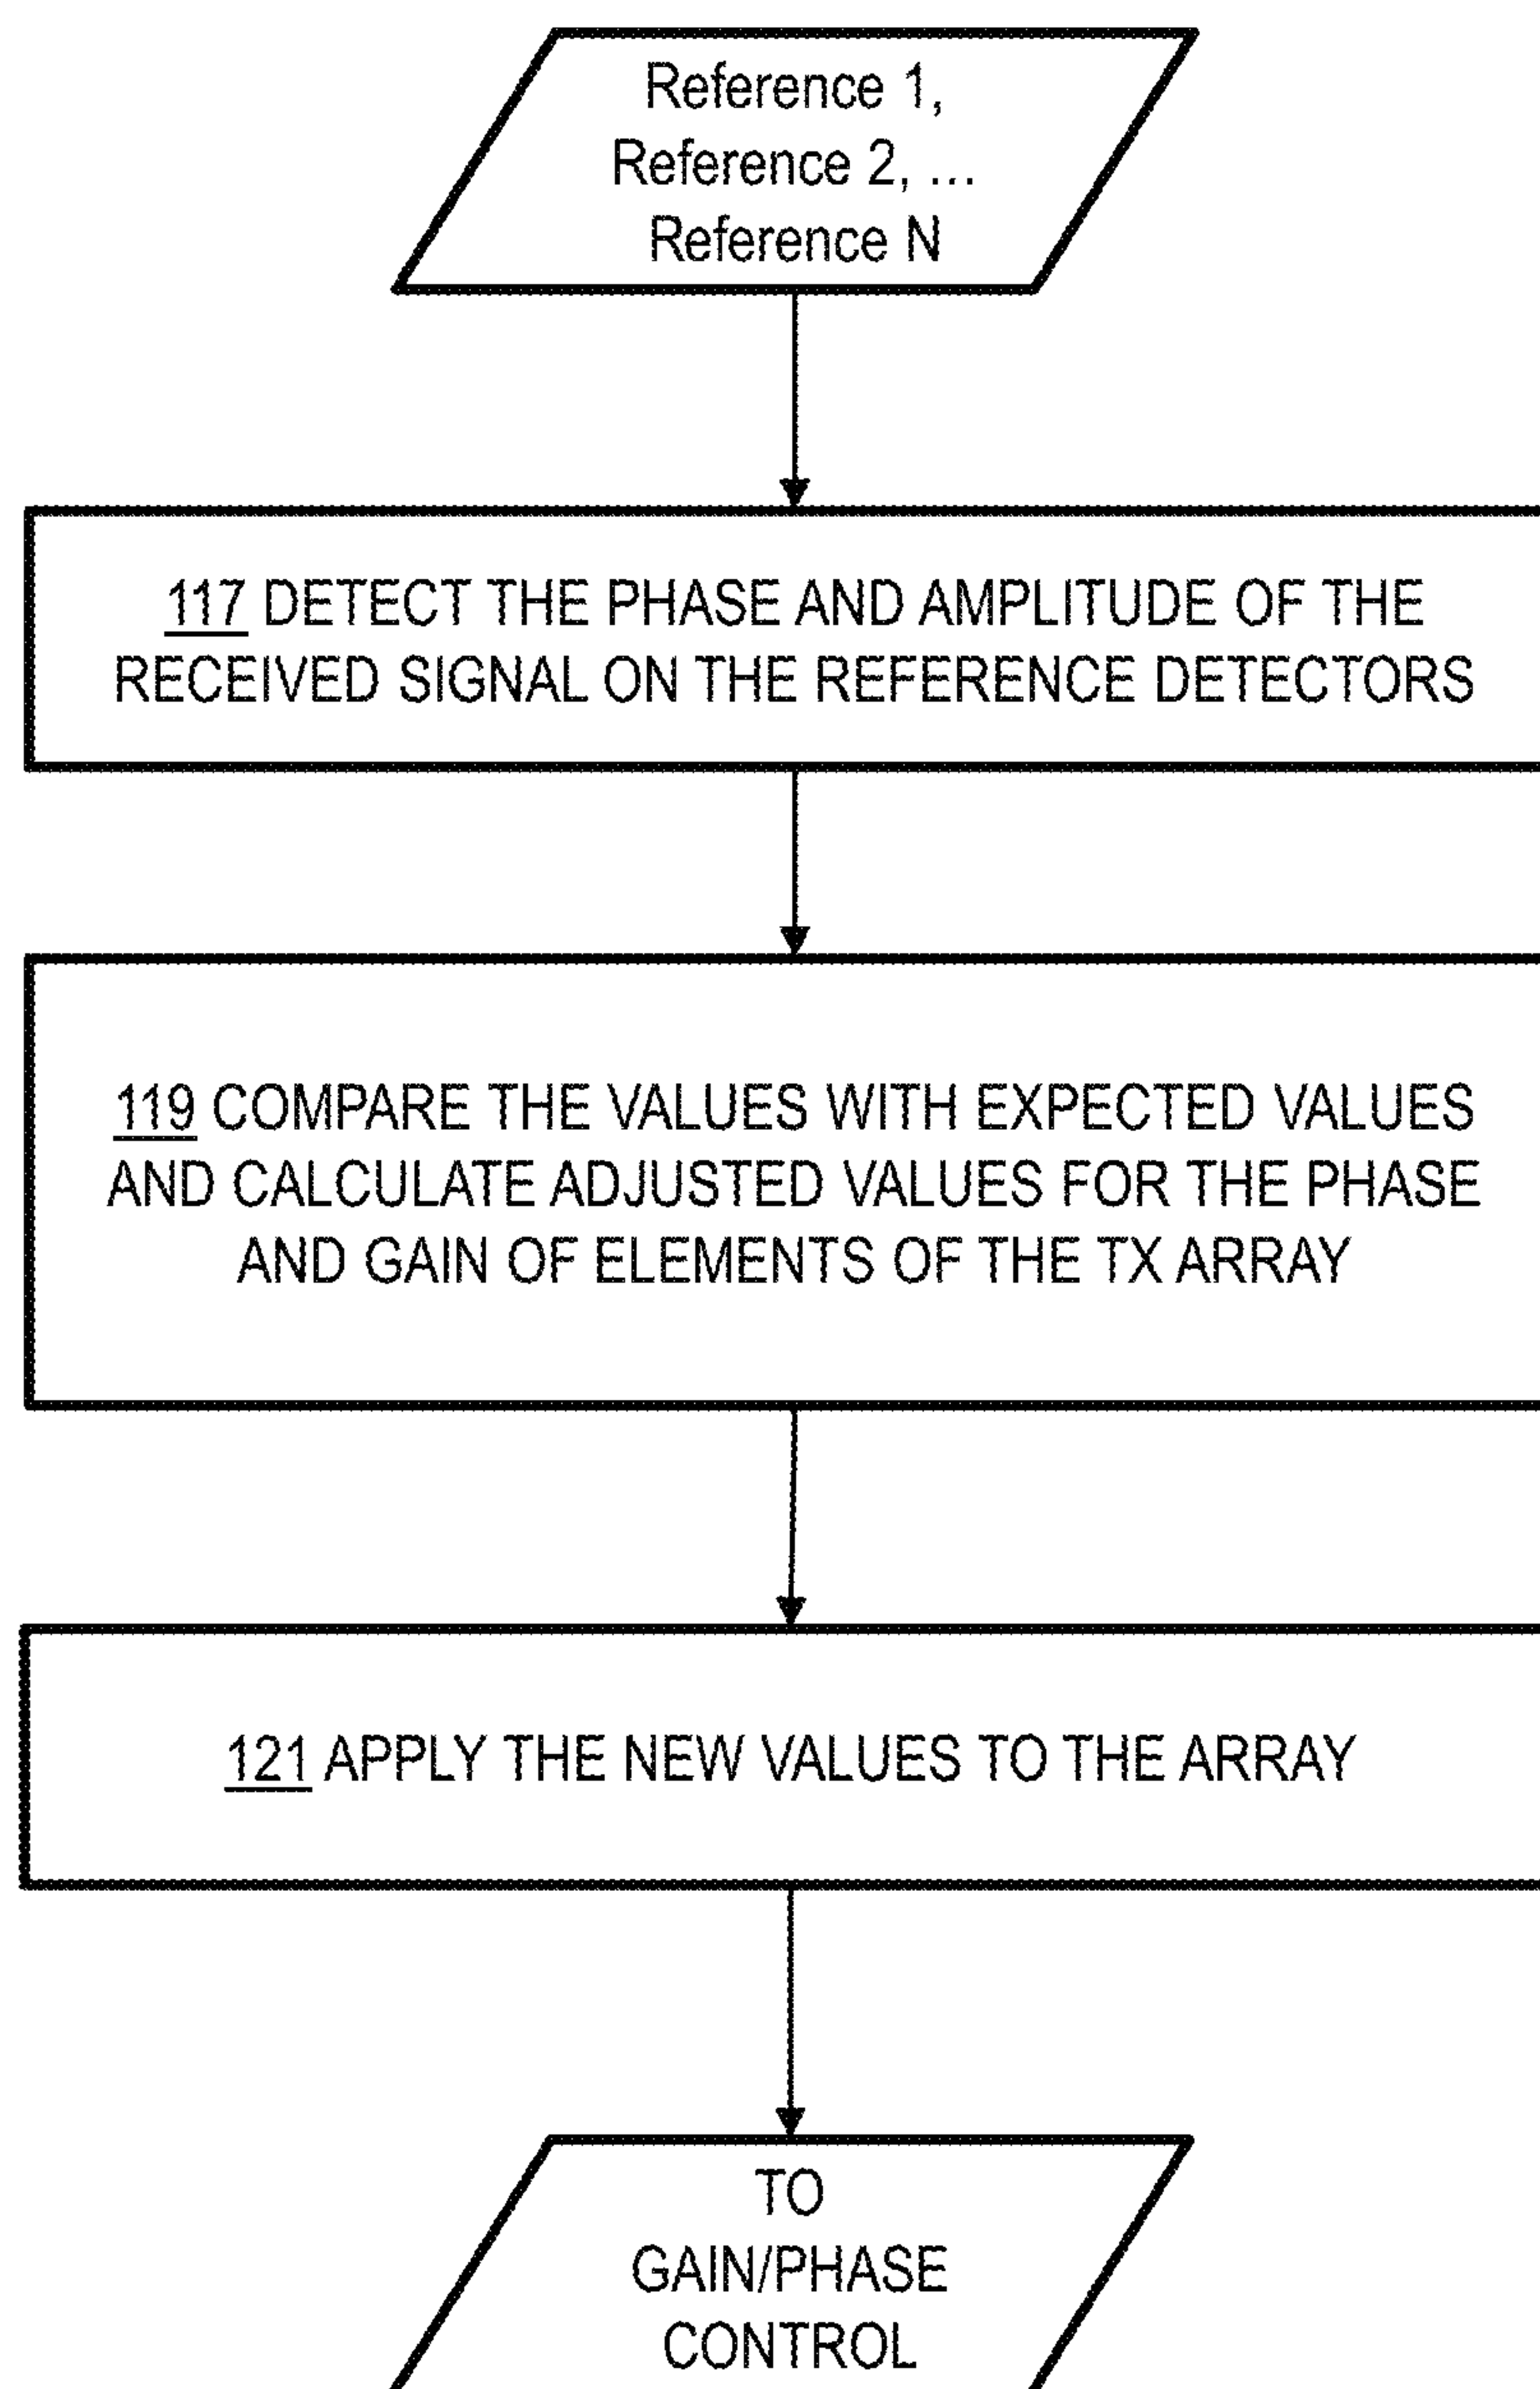 Reference 1,
Reference 2, ...
Reference N
117 DETECT THE PHASE AND AMPLITUDE OF THE
RECEIVED SIGNAL ON THE REFERENCE DETECTORS
119 COMPARE THE VALUES WITH EXPECTED VALUES
AND CALCULATE ADJUSTED VALUES FOR THE PHASE
AND GAIN OF ELEMENTS OF THE TX ARRAY
121 APPLY THE NEW VALUES TO THE ARRAY
TO
GAIN/PHASE
CONTROL